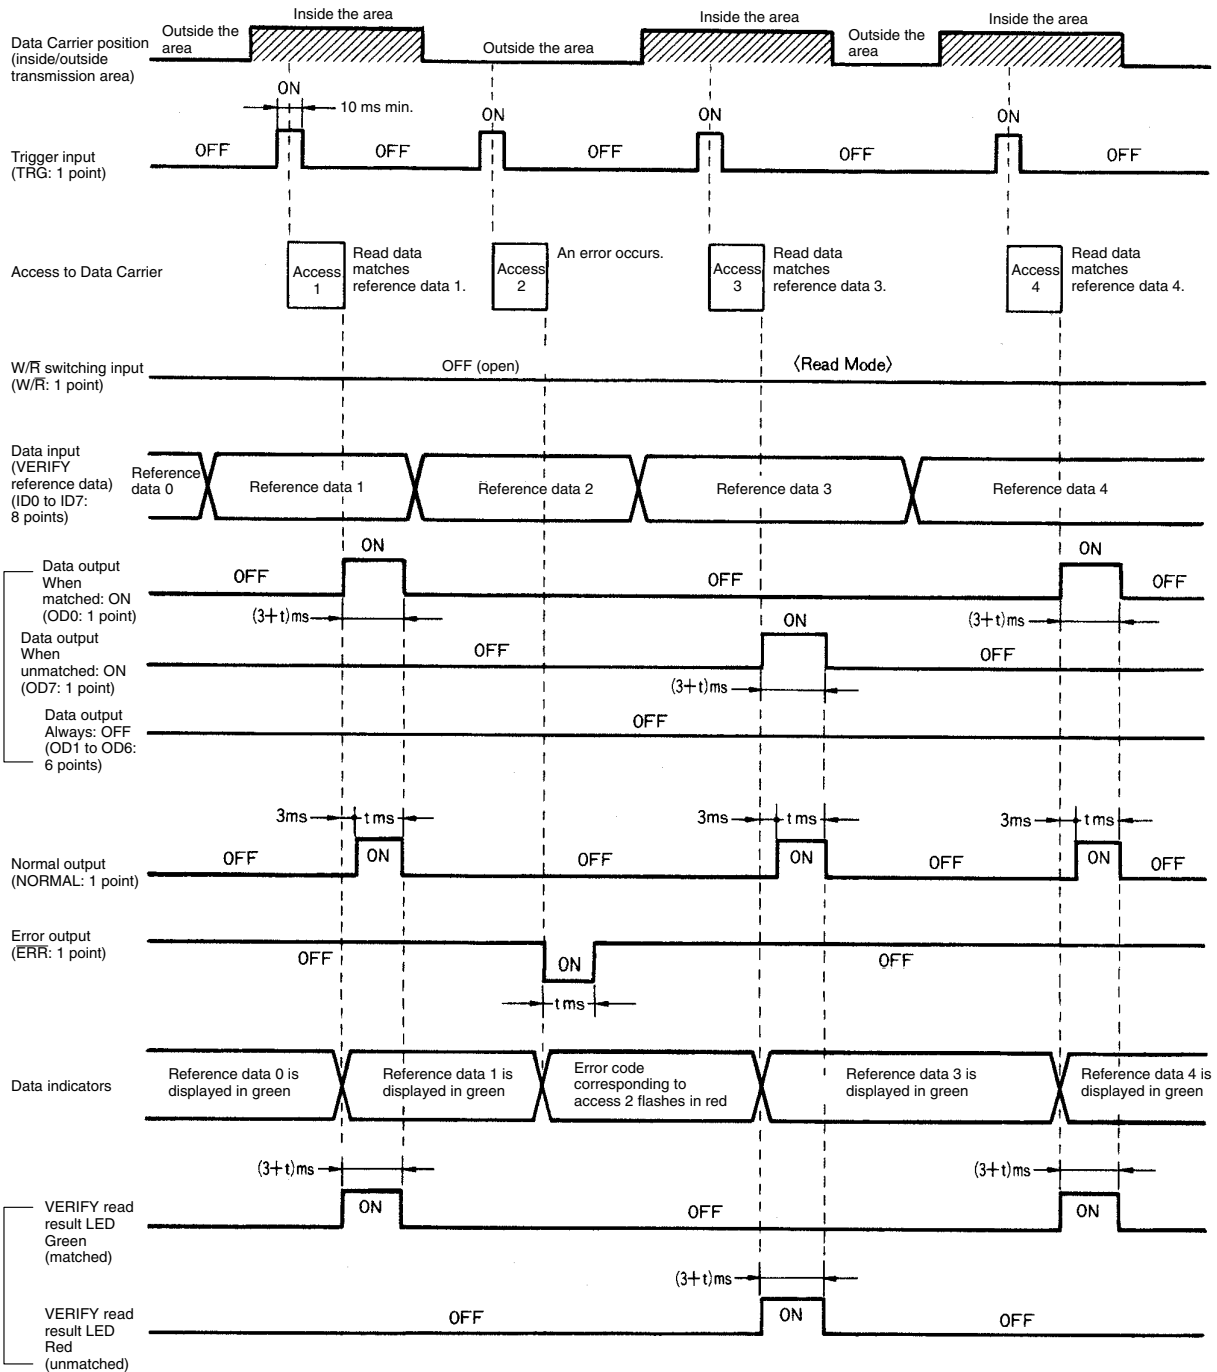 Inside the area
Inside the area
Inside the area
Outside the
area
Outside the area
Outside the
area
Data Carrier position
(inside/outside
transmission area)
ON
10 ms min.
ON
ON
ON
OFF
OFF
OFF
OFF
OFF
Trigger input
(TRG: 1 point)
Access to Data Carrier
Access
1
Read data
matches
reference data 1.
Access
2
An error occurs.
Access
3
Read data
matches
reference data 3.
Access
4
Read data
matches
reference data 4.
W/R̅ switching input
(W/R̅: 1 point)
OFF (open)
〈Read Mode〉
Data input
(VERIFY
reference data)
(ID0 to ID7:
8 points)
Reference
data 0
Reference data 1
Reference data 2
Reference data 3
Reference data 4
Data output
When
matched: ON
(OD0: 1 point)
OFF
ON
OFF
ON
OFF
(3+t)ms
(3+t)ms
Data output
When
unmatched: ON
(OD7: 1 point)
OFF
ON
OFF
(3+t)ms
Data output
Always: OFF
(OD1 to OD6:
6 points)
OFF
3ms
t ms
3ms
t ms
3ms
t ms
Normal output
(NORMAL: 1 point)
OFF
ON
OFF
ON
OFF
ON
OFF
Error output
(E̅R̅R̅: 1 point)
OFF
ON
OFF
t ms
Data indicators
Reference data 0 is
displayed in green
Reference data 1 is
displayed in green
Error code
corresponding to
access 2 flashes in red
Reference data 3 is
displayed in green
Reference data 4 is
displayed in green
(3+t)ms
(3+t)ms
VERIFY read
result LED
Green
(matched)
ON
OFF
ON
(3+t)ms
VERIFY read
result LED
Red
(unmatched)
OFF
ON
OFF